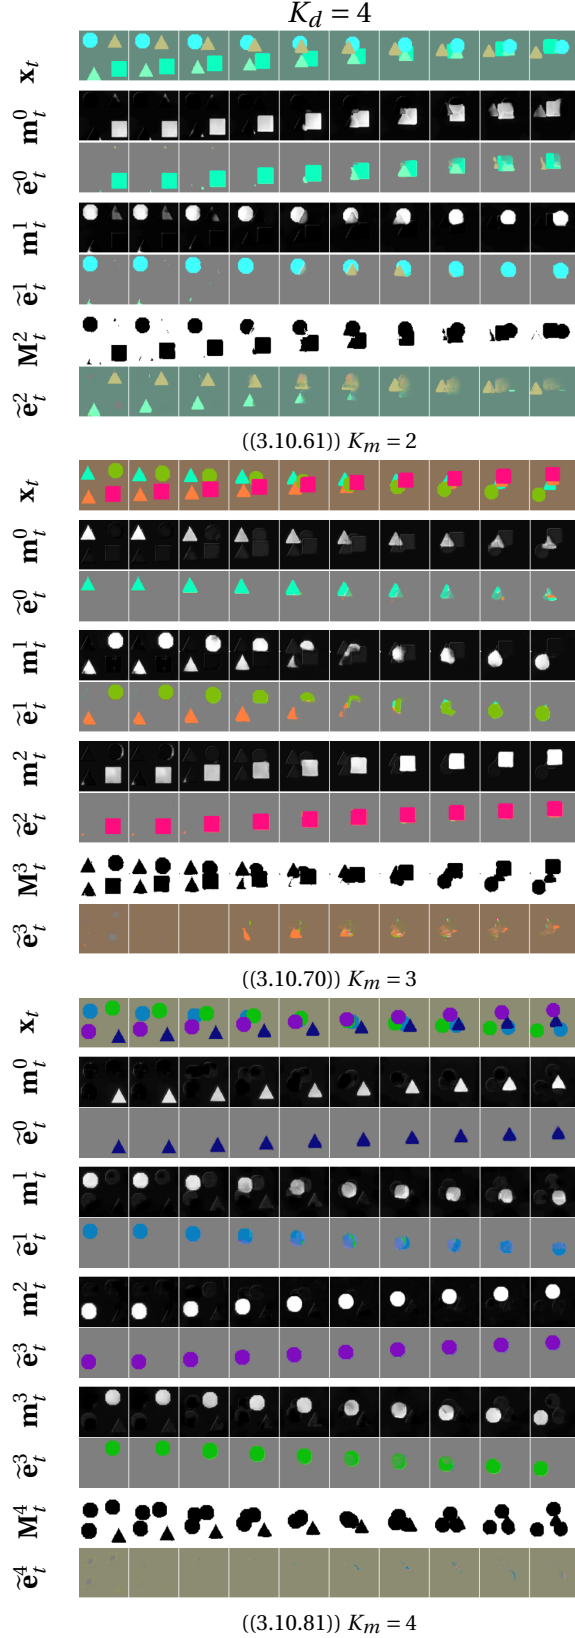 K_d = 4
x_t
m_t^0
ẽ_t^0
m_t^1
ẽ_t^1
M_t^2
ẽ_t^2
((3.10.61)) K_m = 2
x_t
m_t^0
ẽ_t^0
m_t^1
ẽ_t^1
m_t^2
ẽ_t^2
M_t^3
ẽ_t^3
((3.10.70)) K_m = 3
x_t
m_t^0
ẽ_t^0
m_t^1
ẽ_t^1
m_t^2
ẽ_t^3
m_t^3
ẽ_t^3
M_t^4
ẽ_t^4
((3.10.81)) K_m = 4